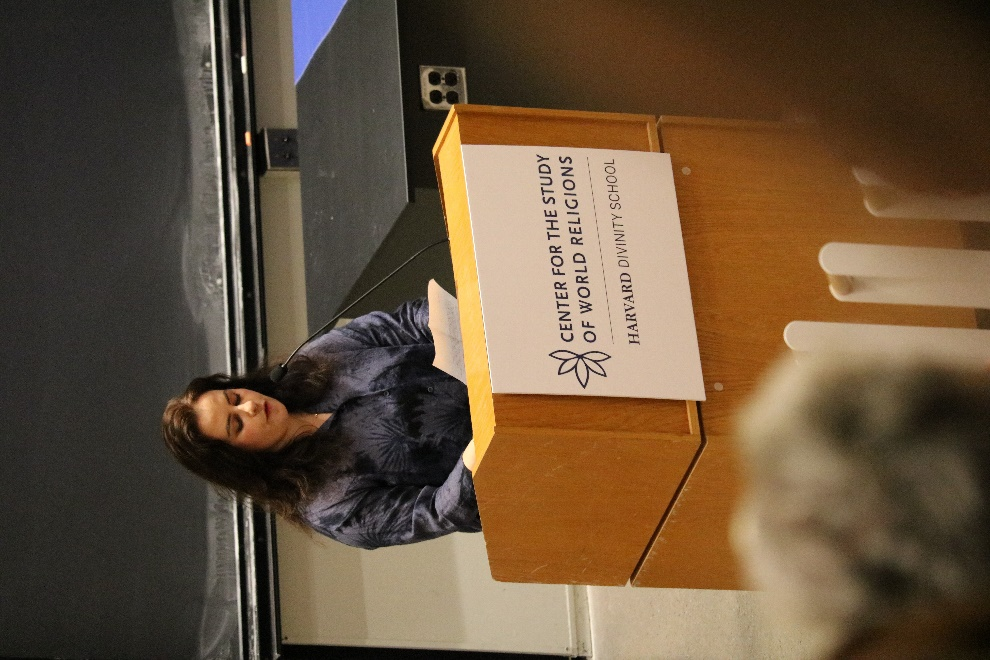 CENTER FOR THE STUDY
OF WORLD RELIGIONS
HARVARD DIVINITY SCHOOL